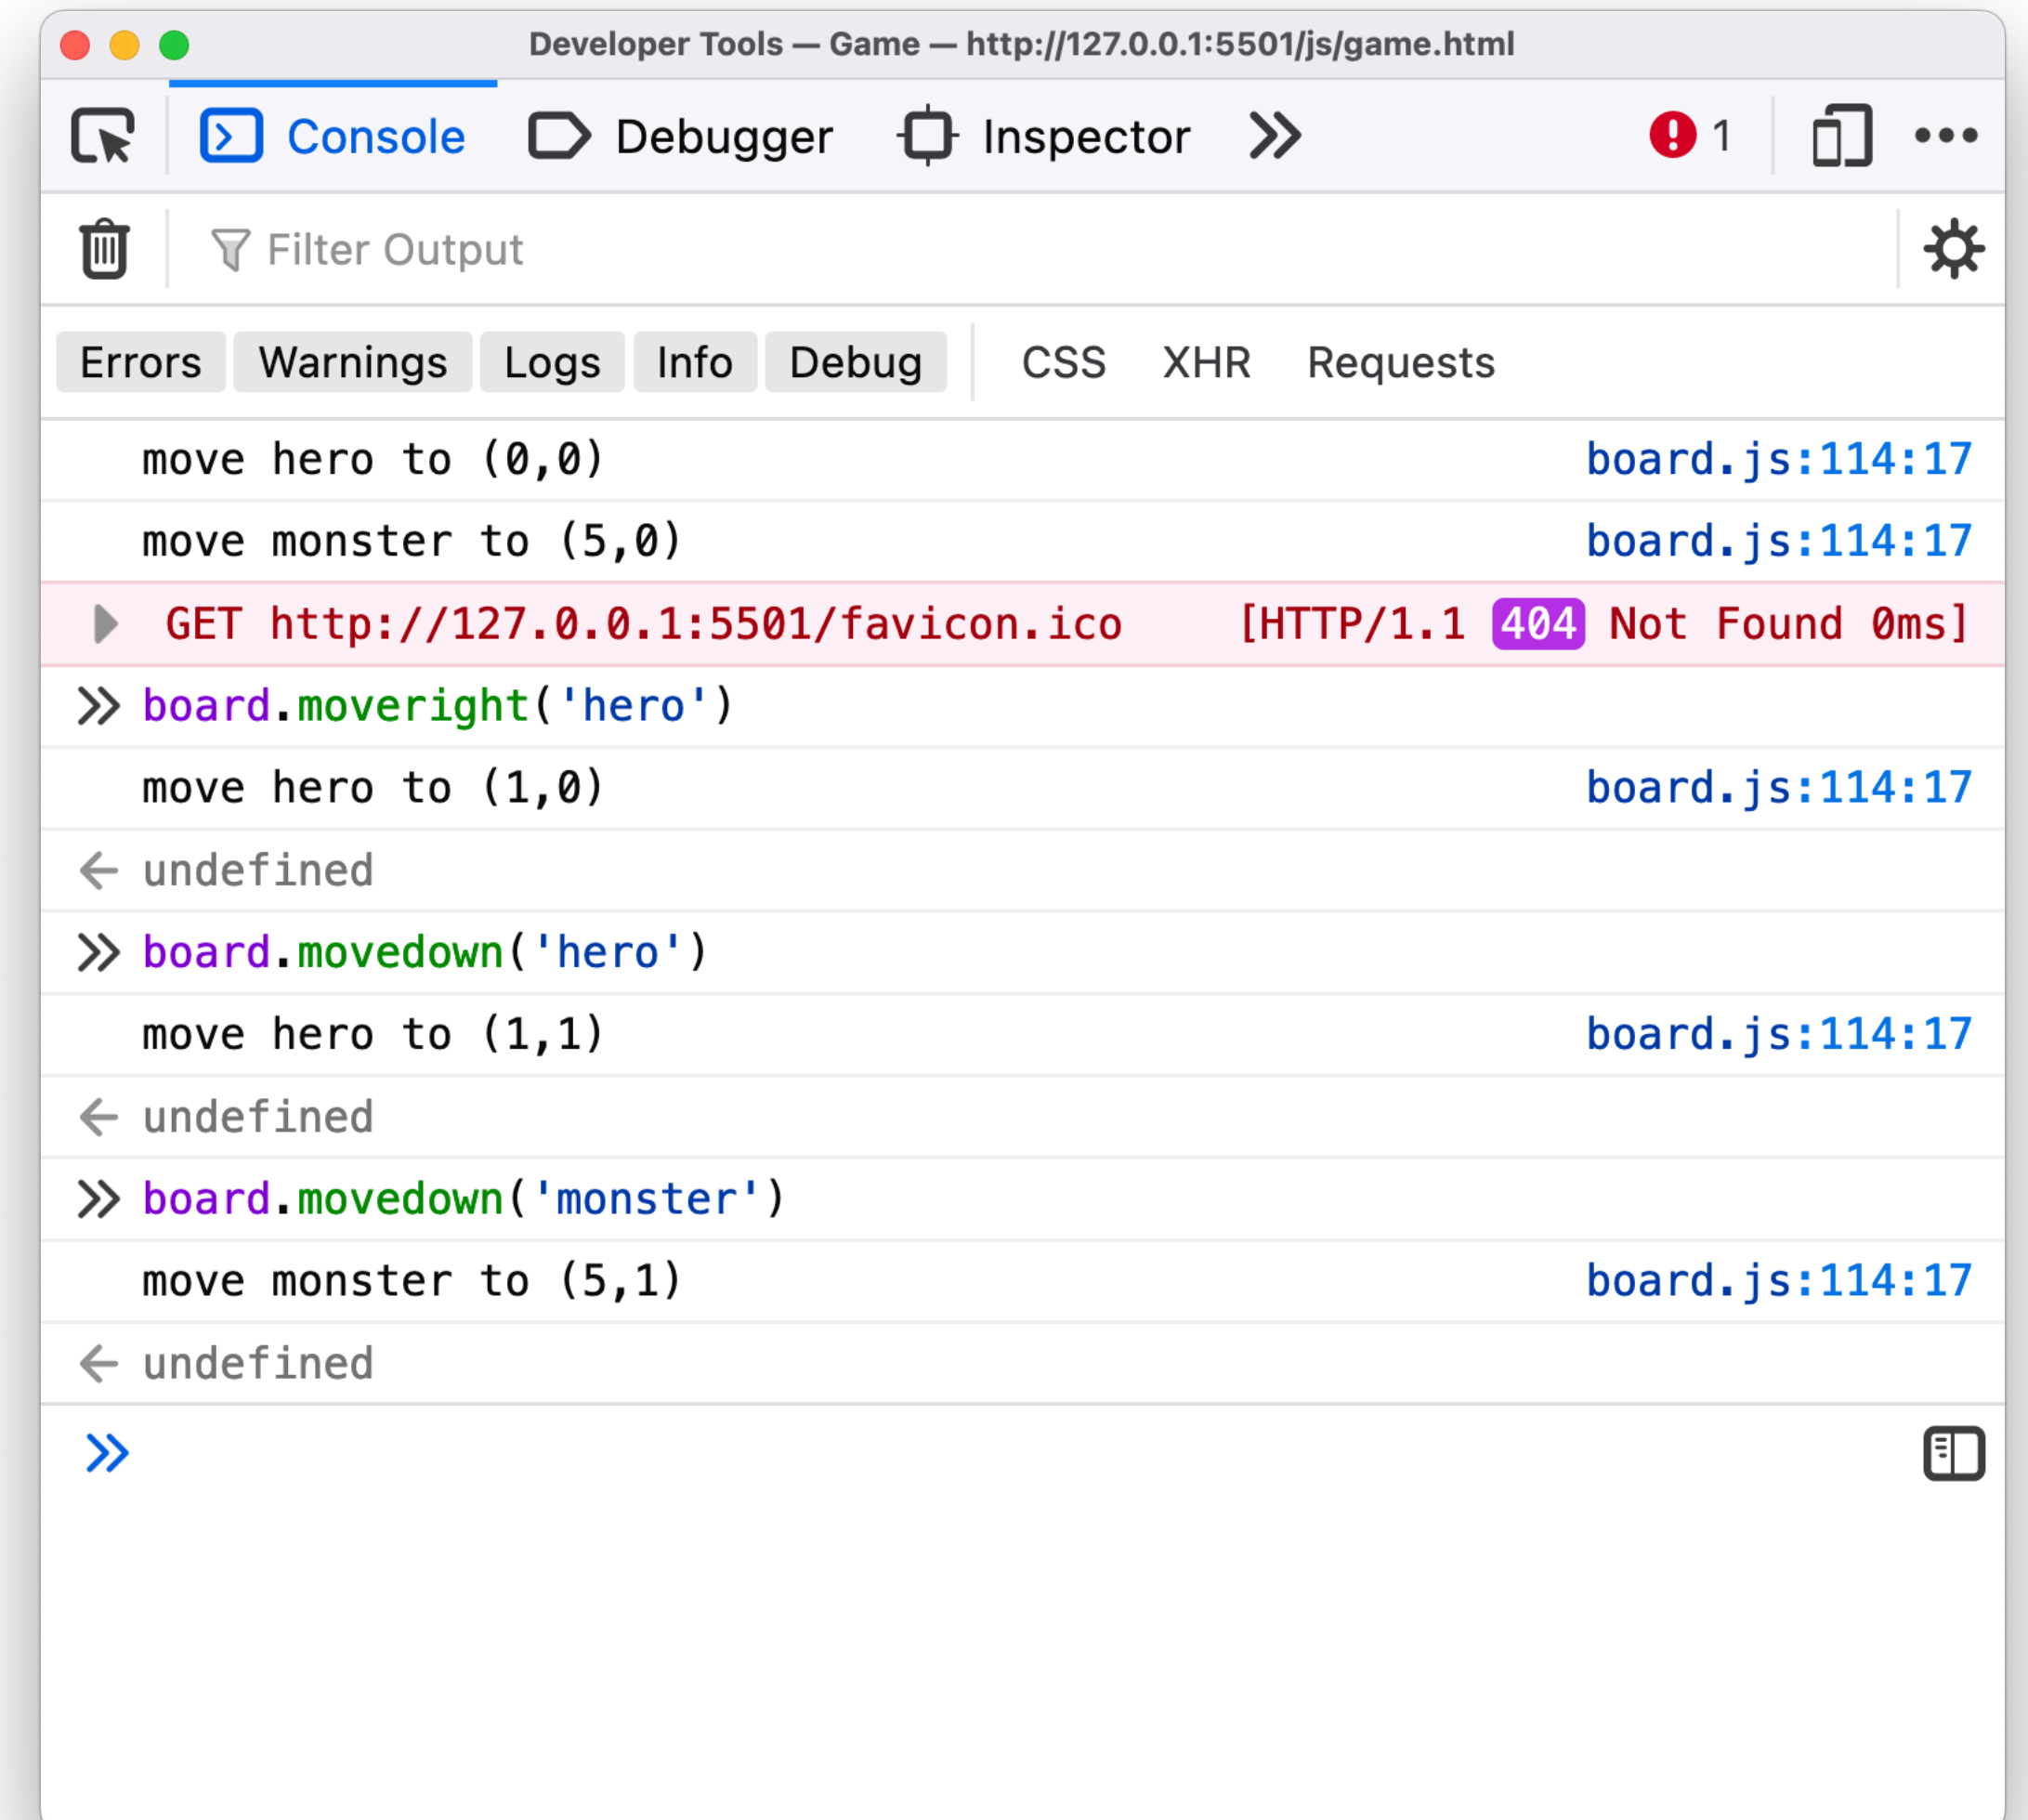 Developer Tools — Game — http://127.0.0.1:5501/js/game.html
Console Debugger Inspector 1
Filter Output
Errors Warnings Logs Info Debug CSS XHR Requests
move hero to (0,0) board.js:114:17
move monster to (5,0) board.js:114:17
GET http://127.0.0.1:5501/favicon.ico [HTTP/1.1 404 Not Found 0ms]
board.moveright('hero')
move hero to (1,0) board.js:114:17
undefined
board.movedown('hero')
move hero to (1,1) board.js:114:17
undefined
board.movedown('monster')
move monster to (5,1) board.js:114:17
undefined